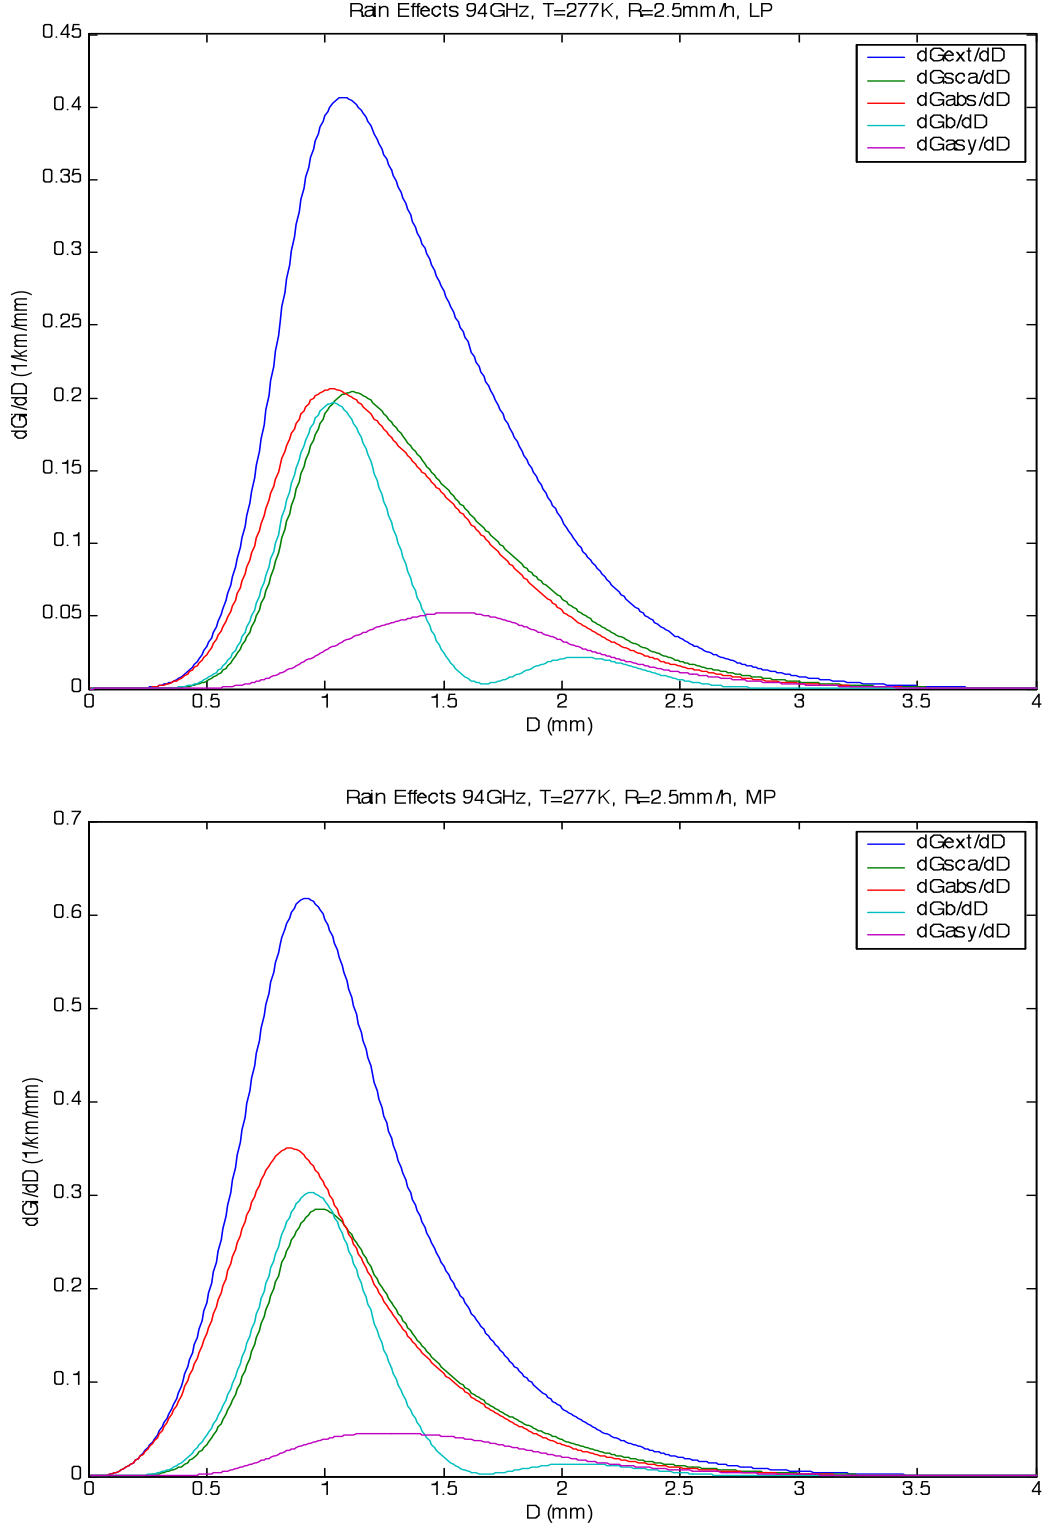 Rain Effects 94GHz, T=277K, R=2.5mm/h, LP
0.45
0.4
0.35
0.3
0.25
0.2
0.15
0.1
0.05
0
dGi/dD (1/km/mm)
dGext/dD
dGsca/dD
dGabs/dD
dGb/dD
dGasy/dD
0 0.5 1 1.5 2 2.5 3 3.5 4
D (mm)
Rain Effects 94GHz, T=277K, R=2.5mm/h, MP
0.7
0.6
0.5
0.4
0.3
0.2
0.1
0
dGi/dD (1/km/mm)
dGext/dD
dGsca/dD
dGabs/dD
dGb/dD
dGasy/dD
0 0.5 1 1.5 2 2.5 3 3.5 4
D (mm)